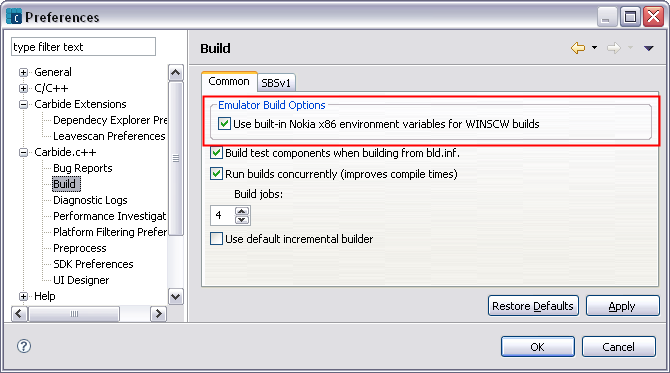 Preferences
type filter text
General
C/C++
Carbide Extensions
Dependecy Explorer Pre
Leavescan Preferences
Carbide.c++
Bug Reports
Build
Diagnostic Logs
Performance Investigat
Platform Filtering Prefer
Preprocess
SDK Preferences
UI Designer
Help
Build
Common
SBSv1
Emulator Build Options
Use built-in Nokia x86 environment variables for WINSCW builds
Build test components when building from bld.inf.
Run builds concurrently (improves compile times)
Build jobs:
4
Use default incremental builder
Restore Defaults
Apply
?
OK
Cancel